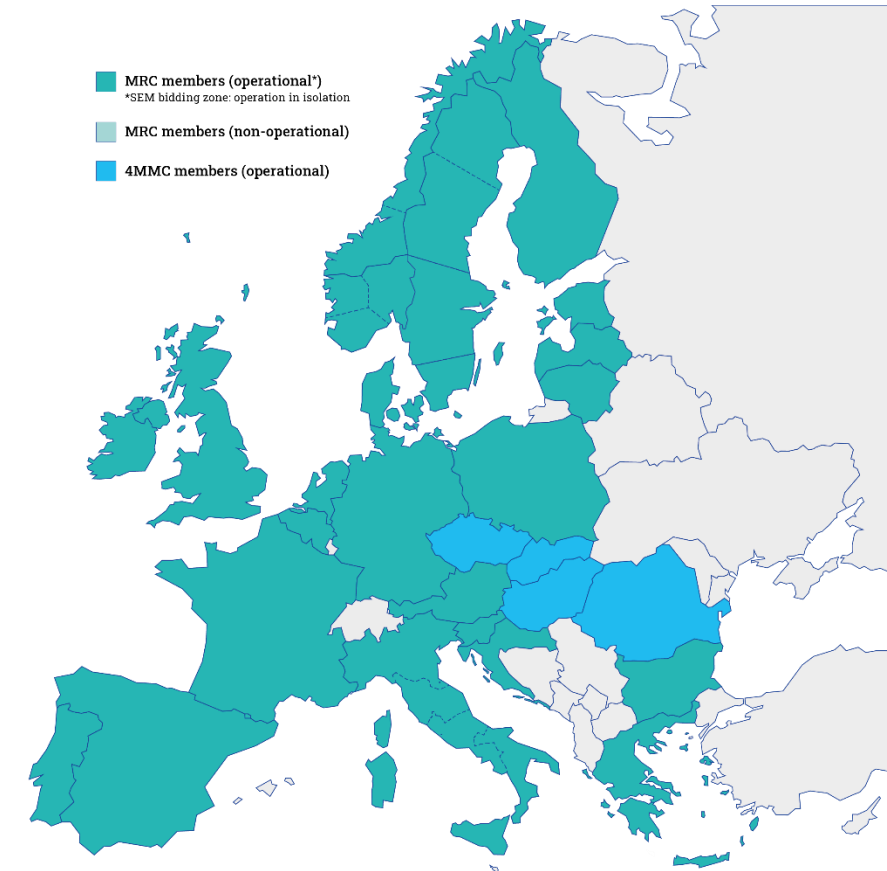 MRC members (operational*)
*SEM bidding zone: operation in isolation
MRC members (non-operational)
4MMC members (operational)